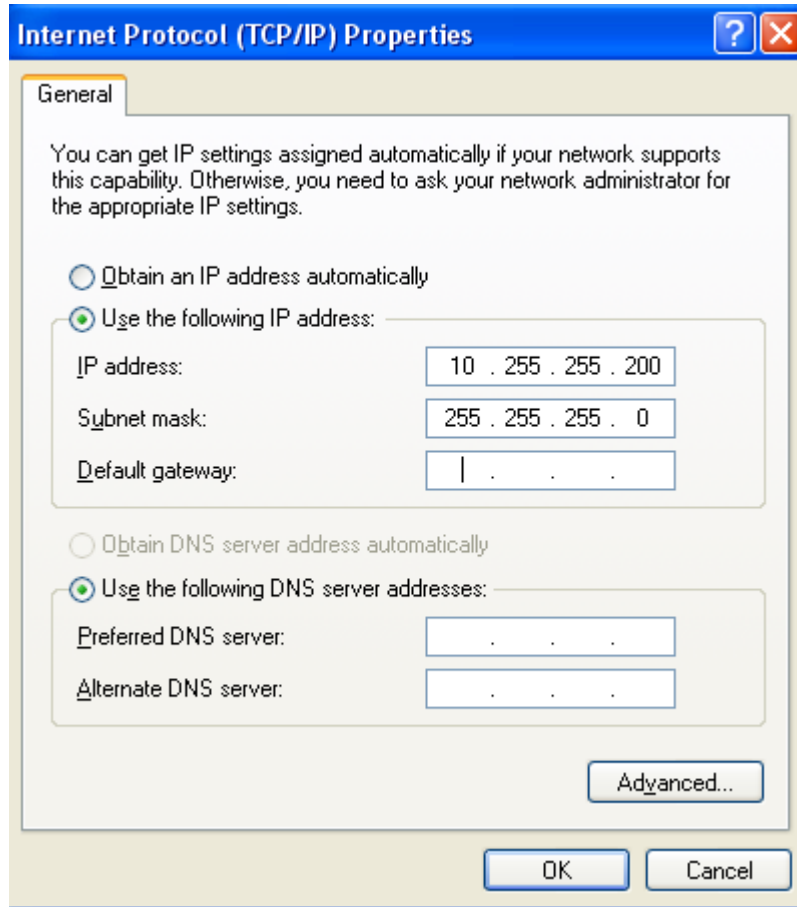 Internet Protocol (TCP/IP) Properties
General
You can get IP settings assigned automatically if your network supports
this capability. Otherwise, you need to ask your network administrator for
the appropriate IP settings.
Obtain an IP address automatically
Use the following IP address:
IP address: 10 . 255 . 255 . 200
Subnet mask: 255 . 255 . 255 . 0
Default gateway: . . .
Obtain DNS server address automatically
Use the following DNS server addresses:
Preferred DNS server: . . .
Alternate DNS server: . . .
Advanced...
OK Cancel